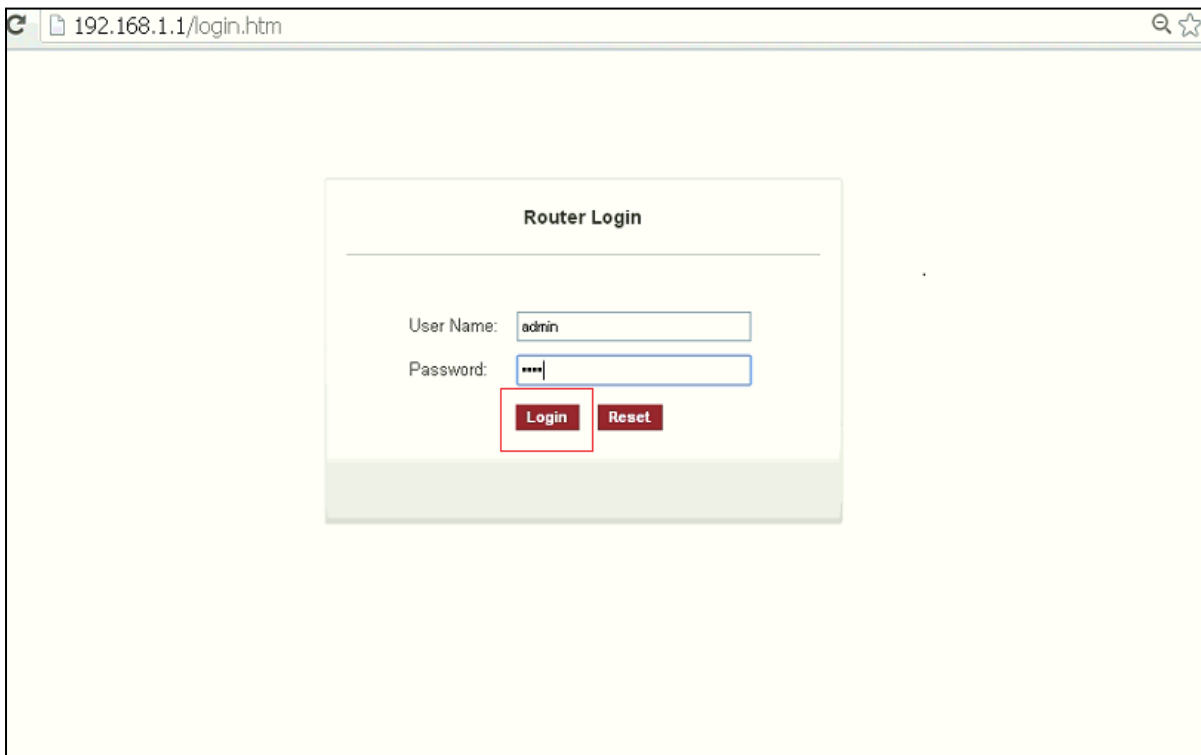 192.168.1.1/login.htm
Router Login
User Name: admin
Password: ••••
Login Reset